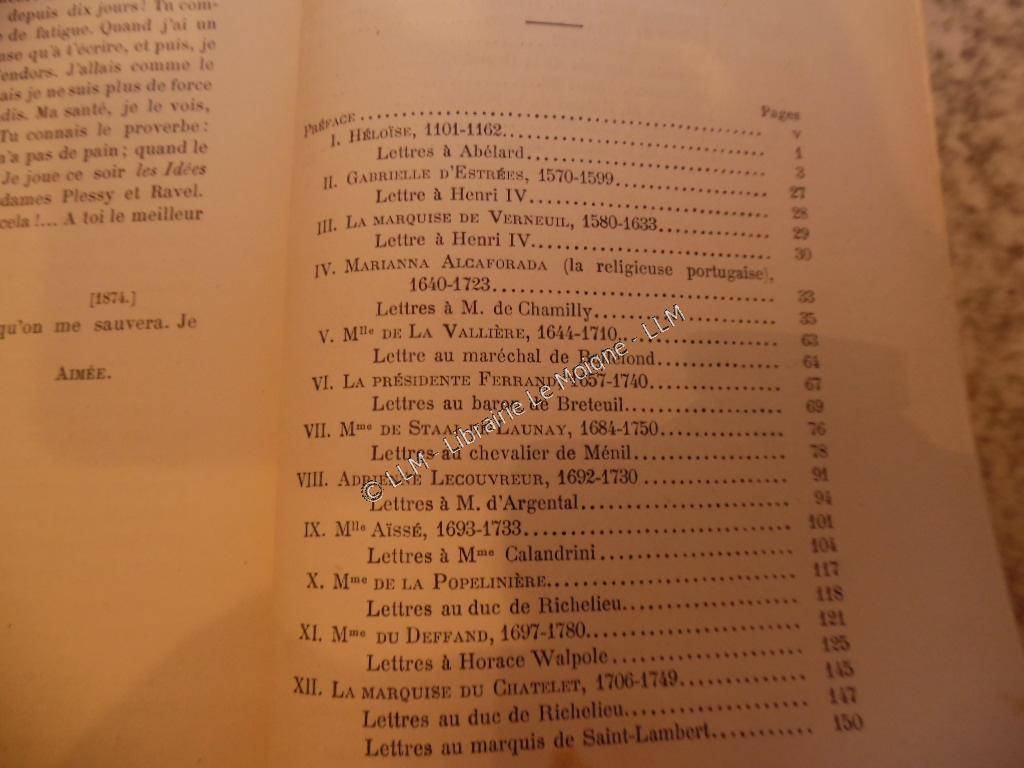 depuis dix jours! Tu com-
de fatigue. Quand j'ai un
qu'à t'écrire, et puis, je
endors. J'allais comme le
ais je ne suis plus de force
dis. Ma santé, je le vois,
Tu connais le proverbe:
n'a pas de pain; quand le
Je joue ce soir les Idées
dames Plessy et Ravel.
cela!... A toi le meilleur
[1874.]
qu'on me sauvera. Je
AIMÉE.
Pages
PRÉFACE.......... V
I. HÉLOÏSE, 1101-1162.......... 1
Lettres à Abélard.......... 3
II. GABRIELLE D'ESTRÉES, 1570-1599.......... 27
Lettre à Henri IV.......... 28
III. LA MARQUISE DE VERNEUIL, 1580-1633.......... 29
Lettre à Henri IV.......... 30
IV. MARIANNA ALCAFORADA (la religieuse portugaise),
1640-1723.......... 33
Lettres à M. de Chamilly.......... 35
V. Mlle DE LA VALLIÈRE, 1644-1710.......... 63
Lettre au maréchal de .......... 64
VI. LA PRÉSIDENTE FERRAND, 1657-1740.......... 67
Lettres au baron de Breteuil.......... 69
VII. Mme DE STAAL DE LAUNAY, 1684-1750.......... 76
Lettres au chevalier de Ménil.......... 78
VIII. ADRIENNE LECOUVREUR, 1692-1730.......... 91
Lettres à M. d'Argental.......... 94
IX. Mlle AÏSSÉ, 1693-1733.......... 101
Lettres à Mme Calandrini.......... 104
X. Mme DE LA POPELINIÈRE.......... 117
Lettres au duc de Richelieu.......... 118
XI. Mme DU DEFFAND, 1697-1780.......... 121
Lettres à Horace Walpole.......... 125
XII. LA MARQUISE DU CHATELET, 1706-1749.......... 145
Lettres au duc de Richelieu.......... 147
Lettres au marquis de Saint-Lambert.......... 150
© LLM - Librairie Le Moigne - LLM